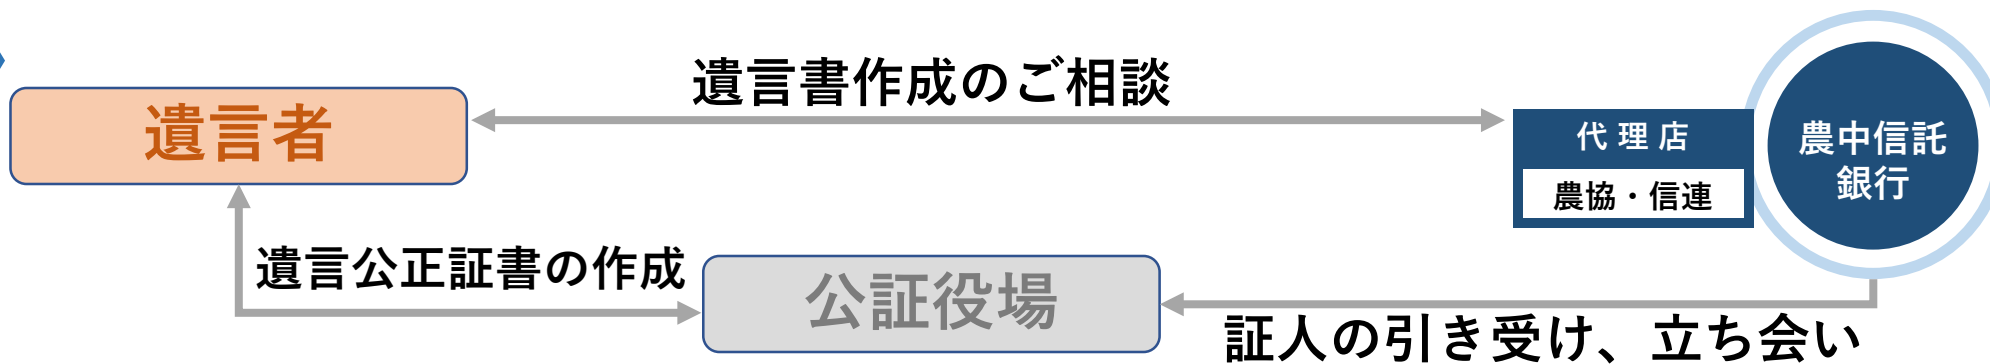 遺言書作成のご相談
遺言者
代理店
農協・信連
農中信託
銀行
遺言公正証書の作成
公証役場
証人の引き受け、立ち会い